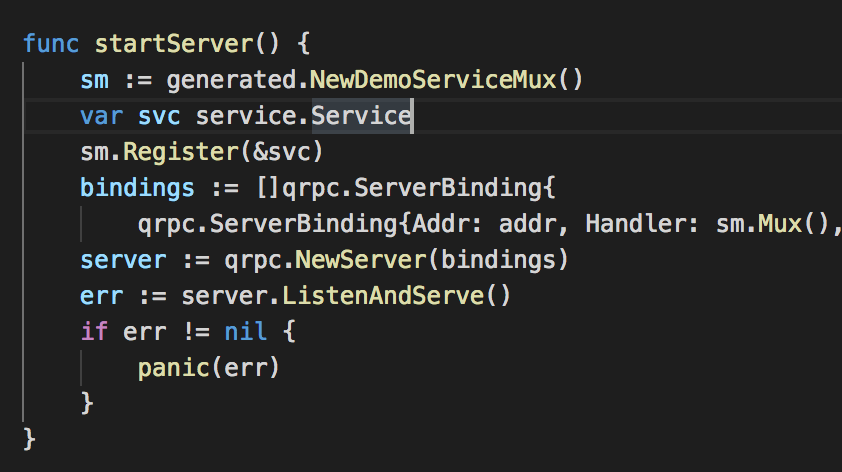 func startServer() {
    sm := generated.NewDemoServiceMux()
    var svc service.Service
    sm.Register(&svc)
    bindings := []qrpc.ServerBinding{
        qrpc.ServerBinding{Addr: addr, Handler: sm.Mux(),
    server := qrpc.NewServer(bindings)
    err := server.ListenAndServe()
    if err != nil {
        panic(err)
    }
}